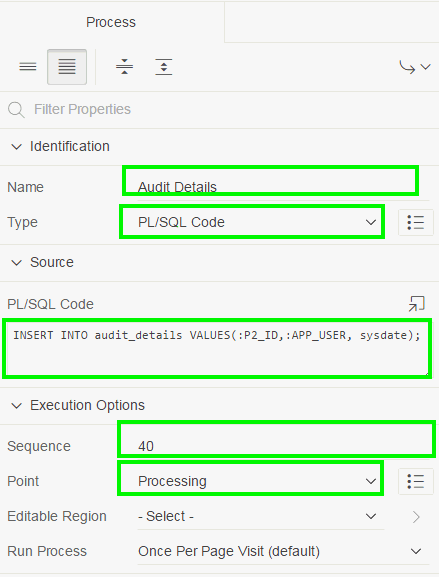 Process
Filter Properties
Identification
Name Audit Details
Type PL/SQL Code
Source
PL/SQL Code
INSERT INTO audit_details VALUES(:P2_ID,:APP_USER, sysdate);
Execution Options
Sequence 40
Point Processing
Editable Region - Select -
Run Process Once Per Page Visit (default)